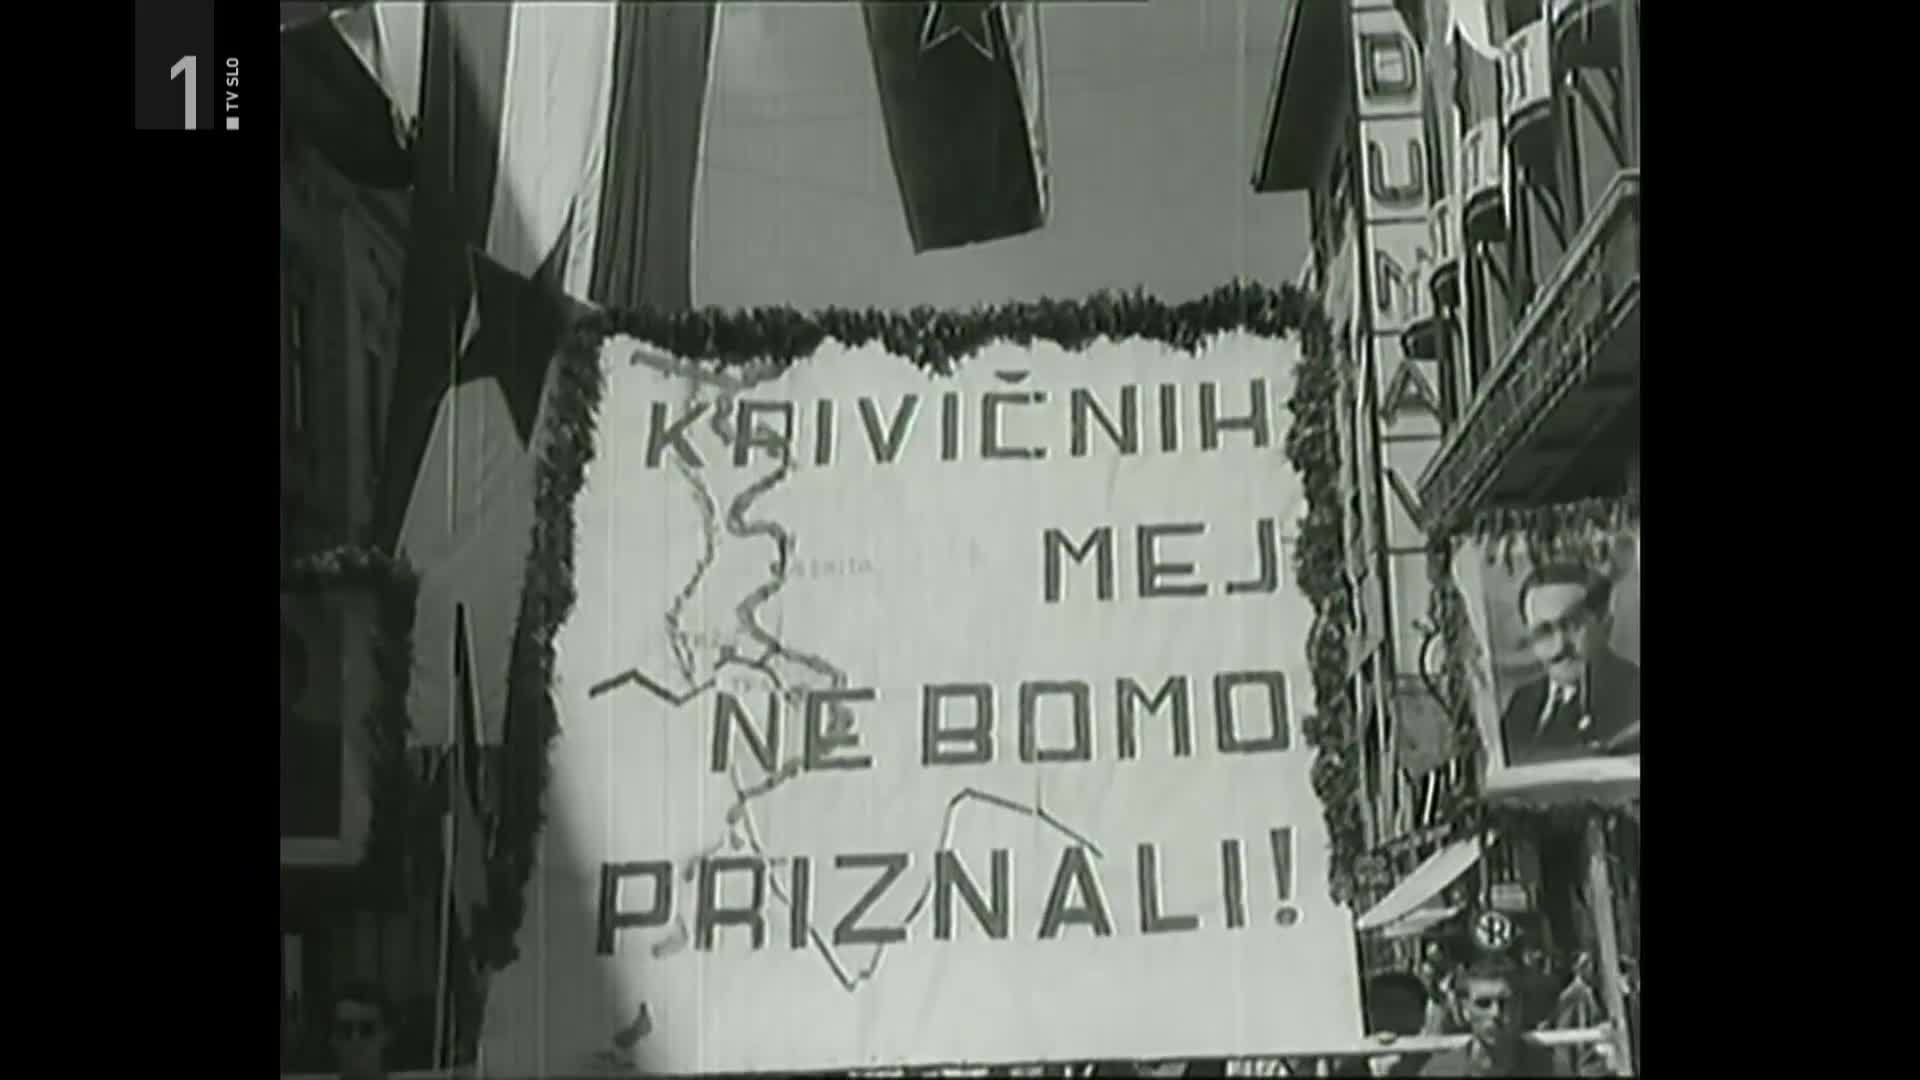 1
TV SLO
KRIVIČNIH
MEJ
NE BOMO
PRIZNALI!